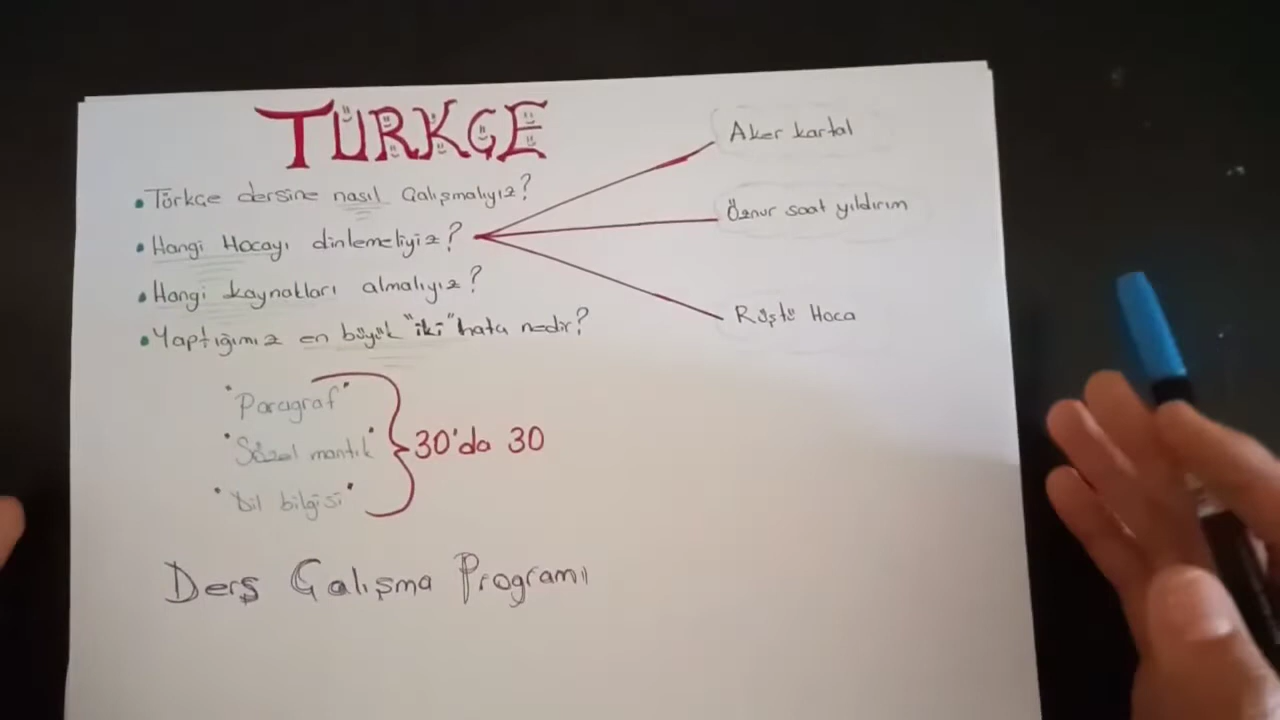 TÜRKÇE
• Türkçe dersine nasıl Çalışmalıyız?
• Hangi Hocayı dinlemeliyiz?
• Hangi kaynakları almalıyız?
• Yaptığımız en büyük "iki" hata nedir?
Aker kartal
Öznur saat yıldırım
Rüştü Hoca
"Paragraf"
"Sözel mantık"
"Dil bilgisi"
30'da 30
Ders Çalışma Programı